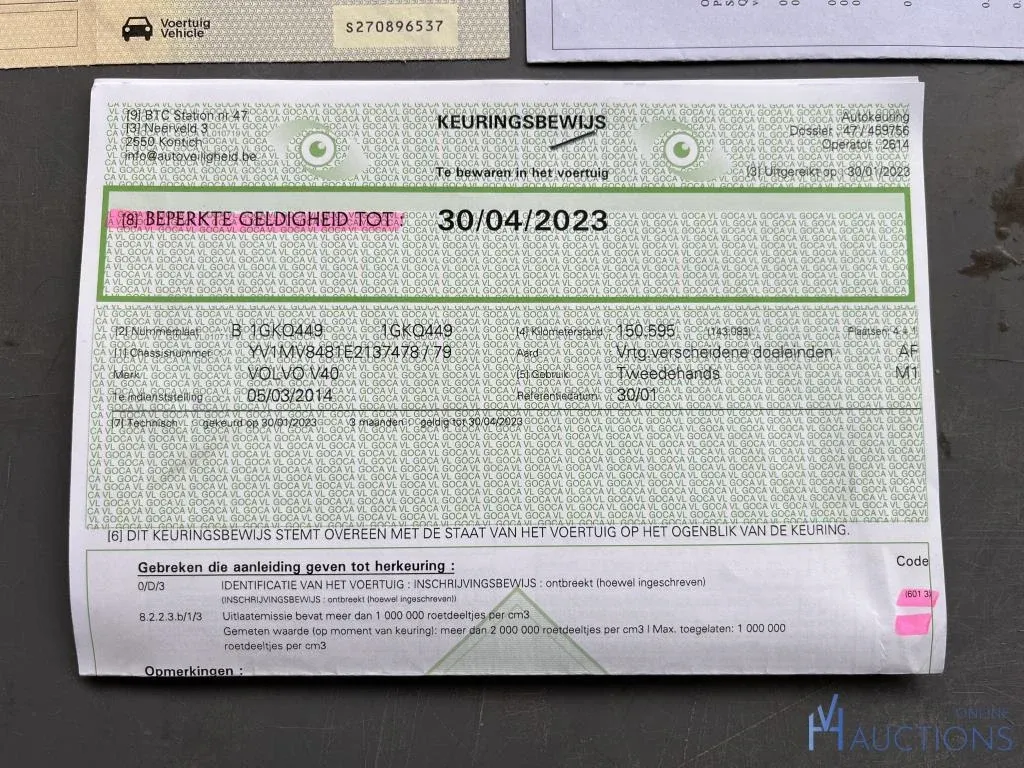 Voertuig
Vehicle
S270896537
[9] BTC Station nr 47
[3] Neerveld 3
2550 Kontich
info@autoveiligheid.be
KEURINGSBEWIJS
Te bewaren in het voertuig
Autokeuring
Dossier : 47 / 459756
Operator : 2614
[3] Uitgereikt op : 30/01/2023
[8] BEPERKTE GELDIGHEID TOT : 30/04/2023
[2] Nummerplaat B 1GKQ449 1GKQ449 [4] Kilometerstand : 150.595 (143.093) Plaatsen: 4 + 1
[1] Chassisnummer YV1MV8481E2137478 / 79 Aard : Vrtg.verscheidene doeleinden AF
Merk VOLVO V40 [5] Gebruik : Tweedehands M1
Te indienststelling 05/03/2014 Referentiedatum : 30/01
[7] Technisch gekeurd op 30/01/2023 3 maanden geldig tot 30/04/2023
[6] DIT KEURINGSBEWIJS STEMT OVEREEN MET DE STAAT VAN HET VOERTUIG OP HET OGENBLIK VAN DE KEURING.
Gebreken die aanleiding geven tot herkeuring : Code
0/D/3 IDENTIFICATIE VAN HET VOERTUIG : INSCHRIJVINGSBEWIJS : ontbreekt (hoewel ingeschreven)
(INSCHRIJVINGSBEWIJS : ontbreekt (hoewel ingeschreven)) (601 3)
8.2.2.3.b/1/3 Uitlaatemissie bevat meer dan 1 000 000 roetdeeltjes per cm3
Gemeten waarde (op moment van keuring): meer dan 2 000 000 roetdeeltjes per cm3 | Max. toegelaten: 1 000 000
roetdeeltjes per cm3
Opmerkingen :
VH ONLINE
AUCTIONS